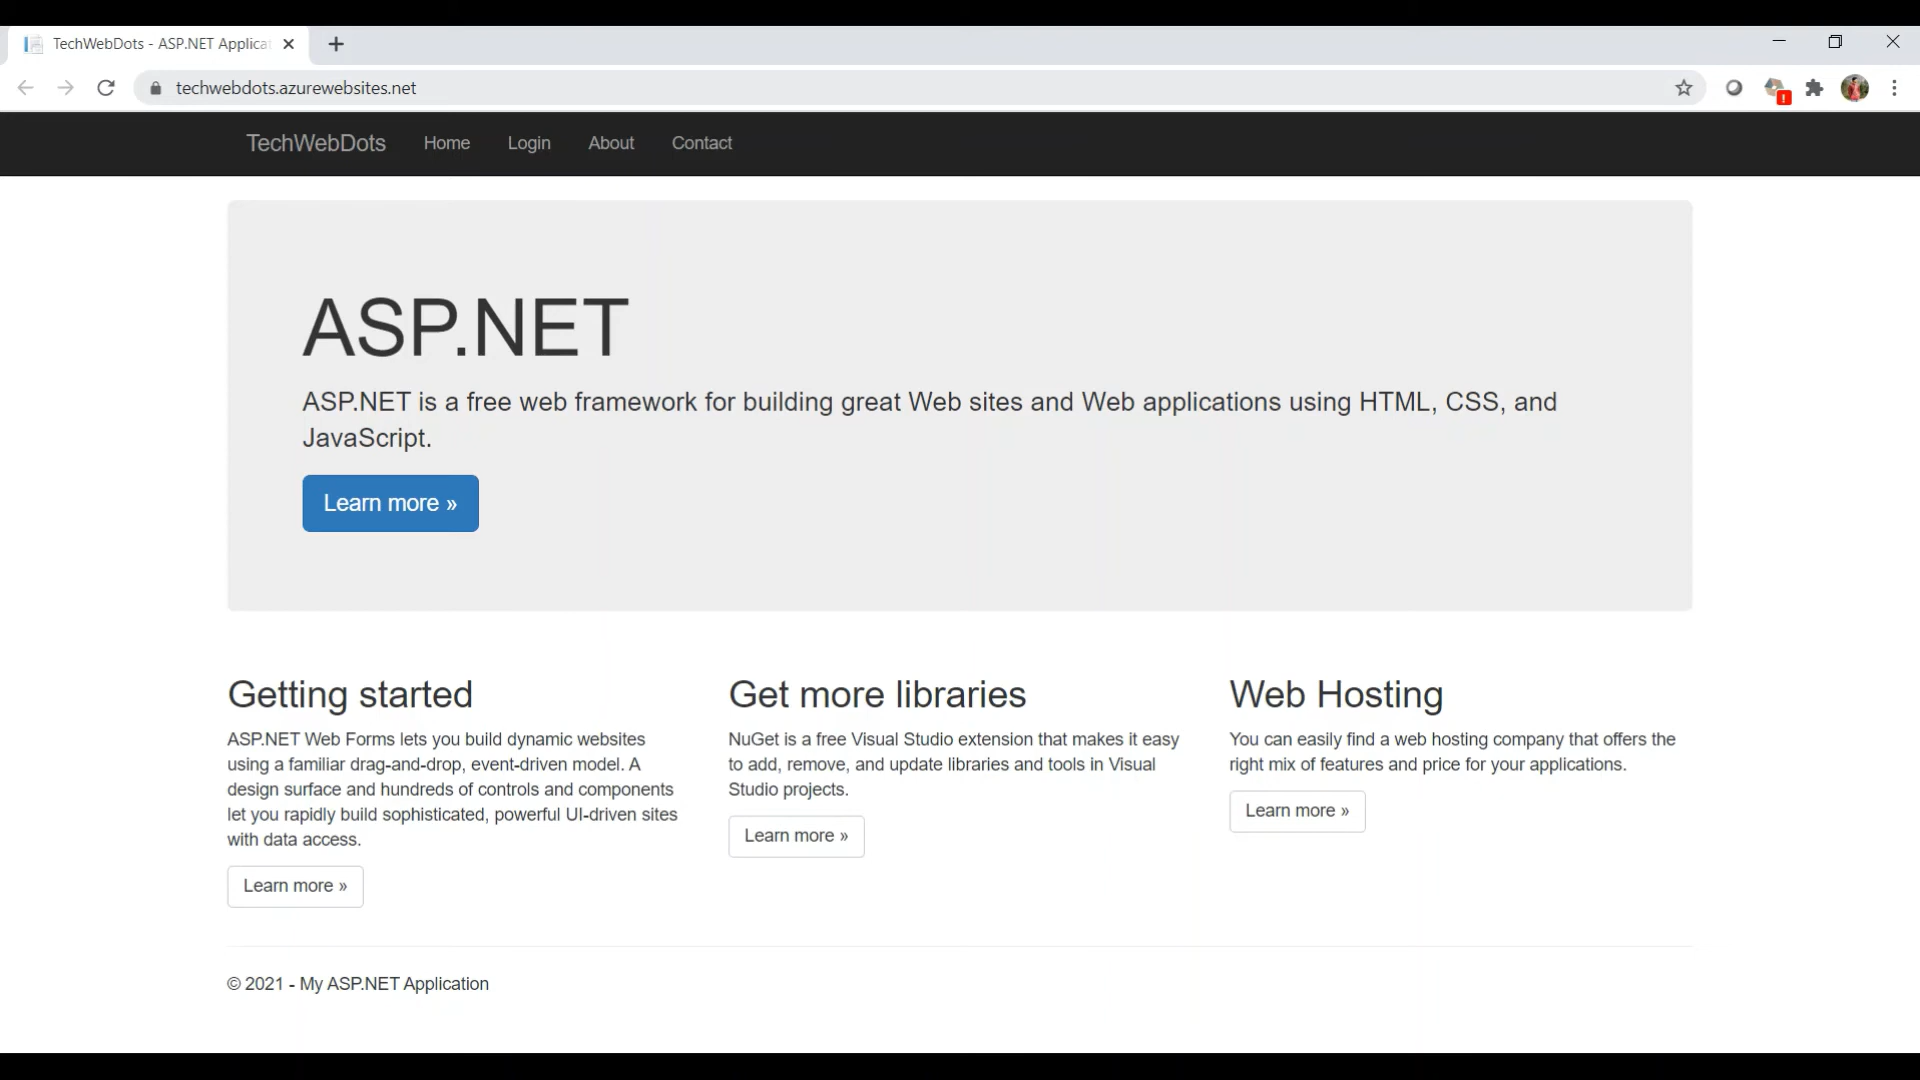 TechWebDots - ASP.NET Applica
techwebdots.azurewebsites.net
TechWebDots Home Login About Contact
ASP.NET
ASP.NET is a free web framework for building great Web sites and Web applications using HTML, CSS, and
JavaScript.
Learn more »
Getting started
ASP.NET Web Forms lets you build dynamic websites
using a familiar drag-and-drop, event-driven model. A
design surface and hundreds of controls and components
let you rapidly build sophisticated, powerful UI-driven sites
with data access.
Learn more »
Get more libraries
NuGet is a free Visual Studio extension that makes it easy
to add, remove, and update libraries and tools in Visual
Studio projects.
Learn more »
Web Hosting
You can easily find a web hosting company that offers the
right mix of features and price for your applications.
Learn more »
© 2021 - My ASP.NET Application